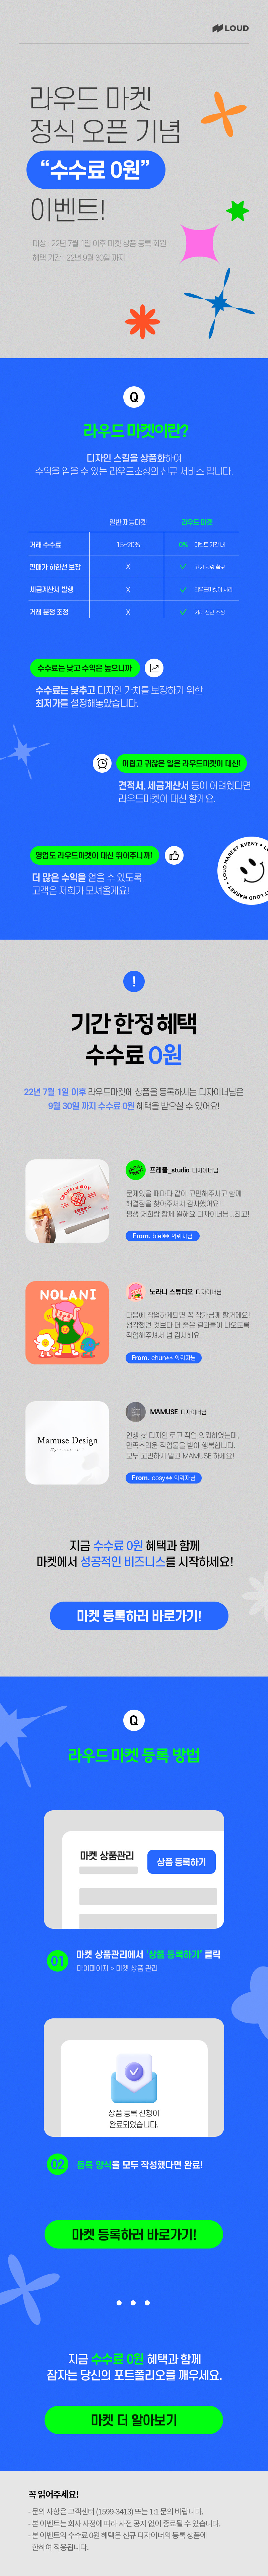 LOUD
라우드 마켓
정식 오픈 기념
“수수료 0원”
이벤트!
대상 : 22년 7월 1일 이후 마켓 상품 등록 회원
혜택 기간 : 22년 9월 30일 까지
Q
라우드 마켓이란?
디자인 스킬을 상품화하여
수익을 얻을 수 있는 라우드소싱의 신규 서비스 입니다.
일반 재능마켓 라우드 마켓
거래 수수료 15~20% 0% 이벤트 기간 내
판매가 하한선 보장 X 고가 의뢰 확보
세금계산서 발행 X 라우드마켓이 처리
거래 분쟁 조정 X 거래 전반 조정
수수료는 낮고 수익은 높으니까
수수료는 낮추고 디자인 가치를 보장하기 위한
최저가를 설정해놓았습니다.
어렵고 귀찮은 일은 라우드마켓이 대신!
견적서, 세금계산서 등이 어려웠다면
라우드마켓이 대신 할게요.
영업도 라우드마켓이 대신 뛰어주니까!
더 많은 수익을 얻을 수 있도록,
고객은 저희가 모셔올게요!
LOUD MARKET EVENT
!
기간 한정 혜택
수수료 0원
22년 7월 1일 이후 라우드마켓에 상품을 등록하시는 디자이너님은
9월 30일 까지 수수료 0원 혜택을 받으실 수 있어요!
프레즐_studio 디자이너님
문제있을 때마다 같이 고민해주시고 함께
해결점을 찾아주셔서 감사했어요!
평생 저희랑 함께 일해요 디자이너님...최고!
From. biel** 의뢰자님
NOLANI
노라니 스튜디오 디자이너님
다음에 작업하게되면 꼭 작가님께 할거에요!
생각했던 것보다 더 좋은 결과물이 나오도록
작업해주셔서 넘 감사해요!
From. chun** 의뢰자님
Mamuse Design
MAMUSE 디자이너님
인생 첫 디자인 로고 작업 의뢰하였는데,
만족스러운 작업물을 받아 행복합니다.
모두 고민하지 말고 MAMUSE 하세요!
From. cosy** 의뢰자님
지금 수수료 0원 혜택과 함께
마켓에서 성공적인 비즈니스를 시작하세요!
마켓 등록하러 바로가기!
Q
라우드 마켓 등록 방법
마켓 상품관리 상품 등록하기
01 마켓 상품관리에서 ‘상품 등록하기’ 클릭
마이페이지 > 마켓 상품 관리
상품 등록 신청이
완료되었습니다.
02 등록 양식을 모두 작성했다면 완료!
마켓 등록하러 바로가기!
지금 수수료 0원 혜택과 함께
잠자는 당신의 포트폴리오를 깨우세요.
마켓 더 알아보기
꼭 읽어주세요!
- 문의 사항은 고객센터 (1599-3413) 또는 1:1 문의 바랍니다.
- 본 이벤트는 회사 사정에 따라 사전 공지 없이 종료될 수 있습니다.
- 본 이벤트의 수수료 0원 혜택은 신규 디자이너의 등록 상품에
한하여 적용됩니다.